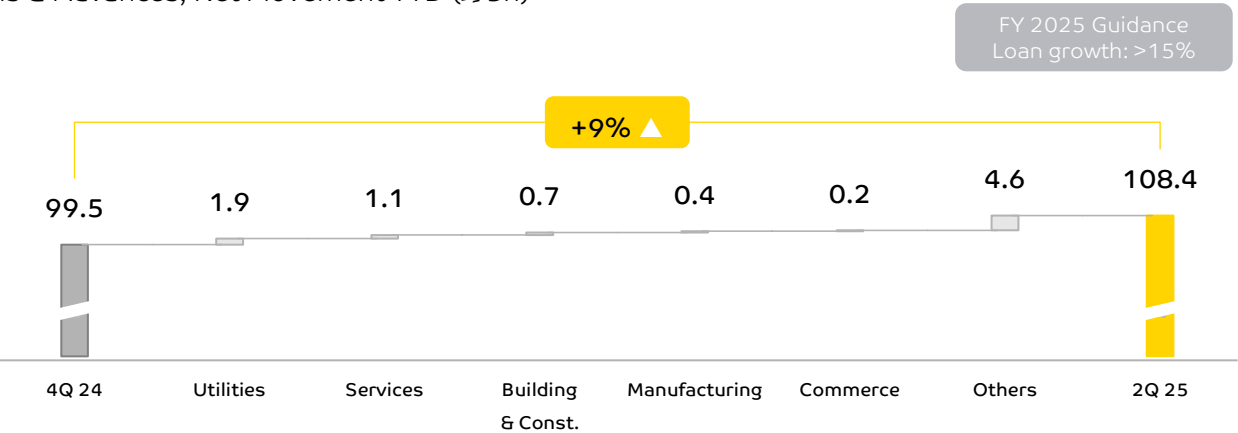 FY 2025 Guidance
Loan growth: >15%
+9%
99.5
1.9
1.1
0.7
0.4
0.2
4.6
108.4
4Q 24
Utilities
Services
Building
& Const.
Manufacturing
Commerce
Others
2Q 25